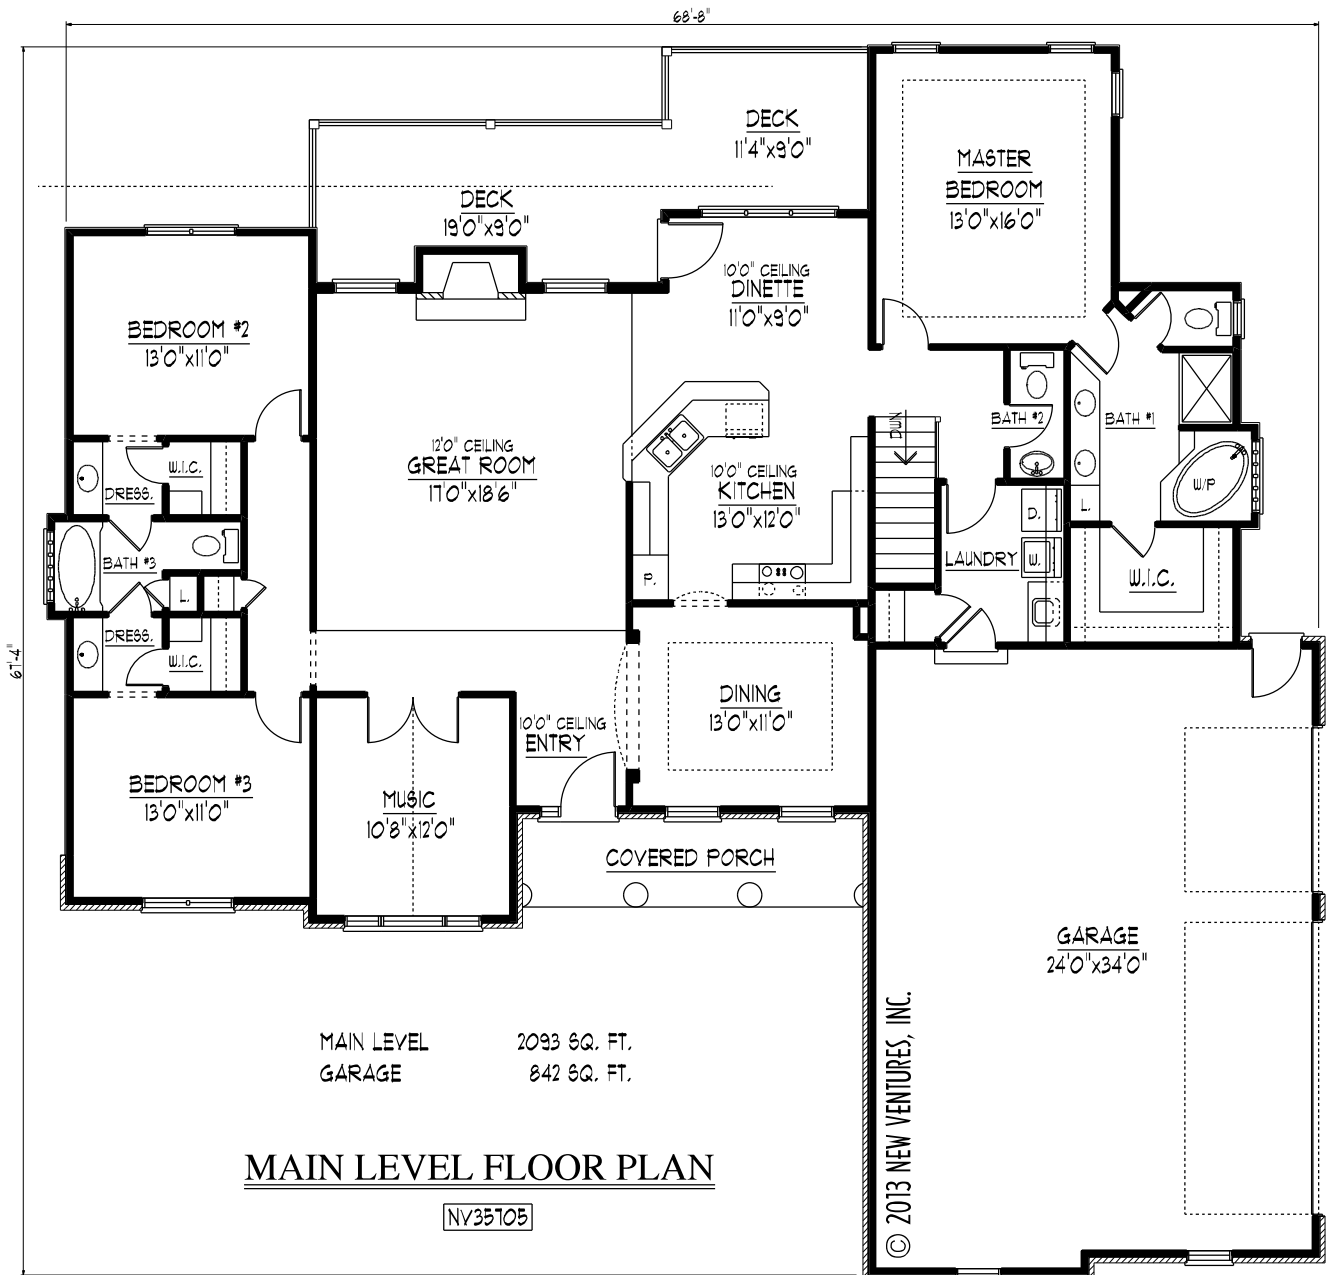 68'-8"
DECK
11'4"x9'0"
MASTER
BEDROOM
13'0"x16'0"
DECK
19'0"x9'0"
10'0" CEILING
DINETTE
11'0"x9'0"
BEDROOM #2
13'0"x11'0"
BATH #2
BATH #1
DWN
12'0" CEILING
GREAT ROOM
17'0"x18'6"
10'0" CEILING
KITCHEN
13'0"x12'0"
W.I.C.
DRESS.
W/P
L.
D.
BATH #3
LAUNDRY
W.
W.I.C.
P.
L.
DRESS.
W.I.C.
67'-4"
DINING
13'0"x11'0"
10'0" CEILING
ENTRY
BEDROOM #3
13'0"x11'0"
MUSIC
10'8"x12'0"
COVERED PORCH
GARAGE
24'0"x34'0"
MAIN LEVEL 2093 SQ. FT.
GARAGE 842 SQ. FT.
© 2013 NEW VENTURES, INC.
MAIN LEVEL FLOOR PLAN
NV35705